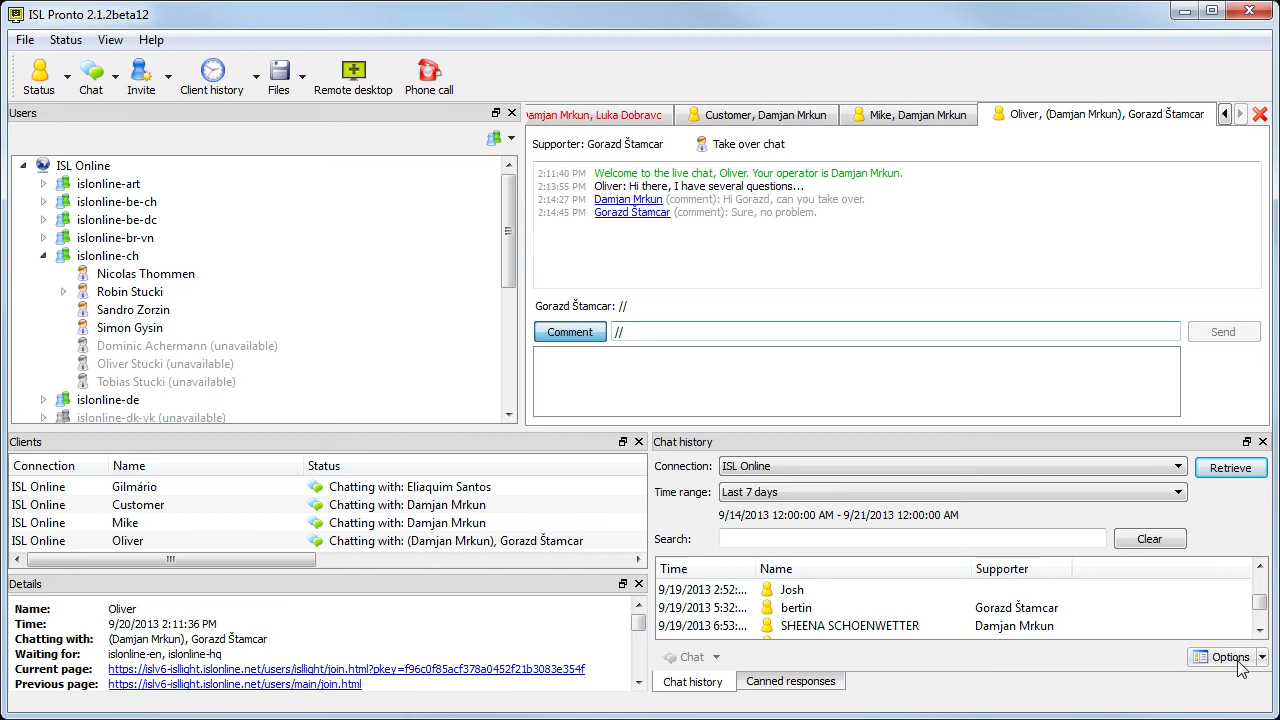 ISL Pronto 2.1.2beta12
File Status View Help
Status Chat Invite Client history Files Remote desktop Phone call
Users
ISL Online
islonline-art
islonline-be-ch
islonline-be-dc
islonline-br-vn
islonline-ch
Nicolas Thommen
Robin Stucki
Sandro Zorzin
Simon Gysin
Dominic Achermann (unavailable)
Oliver Stucki (unavailable)
Tobias Stucki (unavailable)
islonline-de
islonline-dk-vk (unavailable)
amjan Mrkun, Luka Dobravc Customer, Damjan Mrkun Mike, Damjan Mrkun Oliver, (Damjan Mrkun), Gorazd Štamcar
Supporter: Gorazd Štamcar Take over chat
2:11:40 PM Welcome to the live chat, Oliver. Your operator is Damjan Mrkun.
2:13:55 PM Oliver: Hi there, I have several questions...
2:14:27 PM Damjan Mrkun (comment): Hi Gorazd, can you take over.
2:14:45 PM Gorazd Štamcar (comment): Sure, no problem.
Gorazd Štamcar: //
Comment // Send
Clients
Connection Name Status
ISL Online Gilmário Chatting with: Eliaquim Santos
ISL Online Customer Chatting with: Damjan Mrkun
ISL Online Mike Chatting with: Damjan Mrkun
ISL Online Oliver Chatting with: (Damjan Mrkun), Gorazd Štamcar
Details
Name: Oliver
Time: 9/20/2013 2:11:36 PM
Chatting with: (Damjan Mrkun), Gorazd Štamcar
Waiting for: islonline-en, islonline-hq
Current page: https://islv6-isllight.islonline.net/users/isllight/join.html?pkey=f96c0f85acf378a0452f21b3083e354f
Previous page: https://islv6-isllight.islonline.net/users/main/join.html
Chat history
Connection: ISL Online Retrieve
Time range: Last 7 days
9/14/2013 12:00:00 AM - 9/21/2013 12:00:00 AM
Search: Clear
Time Name Supporter
9/19/2013 2:52:... Josh
9/19/2013 5:32:... bertin Gorazd Štamcar
9/19/2013 6:53:... SHEENA SCHOENWETTER Damjan Mrkun
Chat Options
Chat history Canned responses